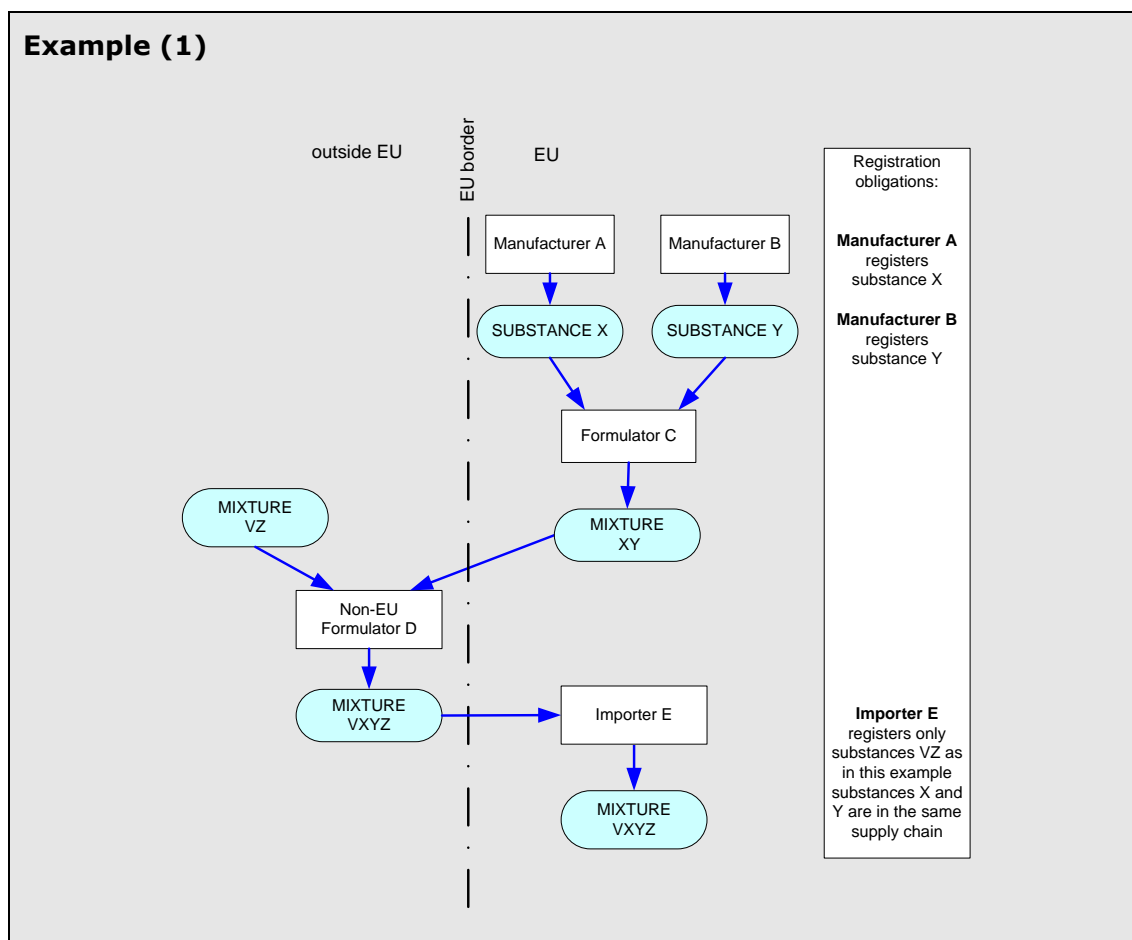 Example (1)
outside EU
EU border
EU
Manufacturer A
Manufacturer B
SUBSTANCE X
SUBSTANCE Y
Formulator C
MIXTURE
VZ
MIXTURE
XY
Non-EU
Formulator D
MIXTURE
VXYZ
Importer E
MIXTURE
VXYZ
Registration
obligations:
Manufacturer A
registers
substance X
Manufacturer B
registers
substance Y
Importer E
registers only
substances VZ as
in this example
substances X and
Y are in the same
supply chain